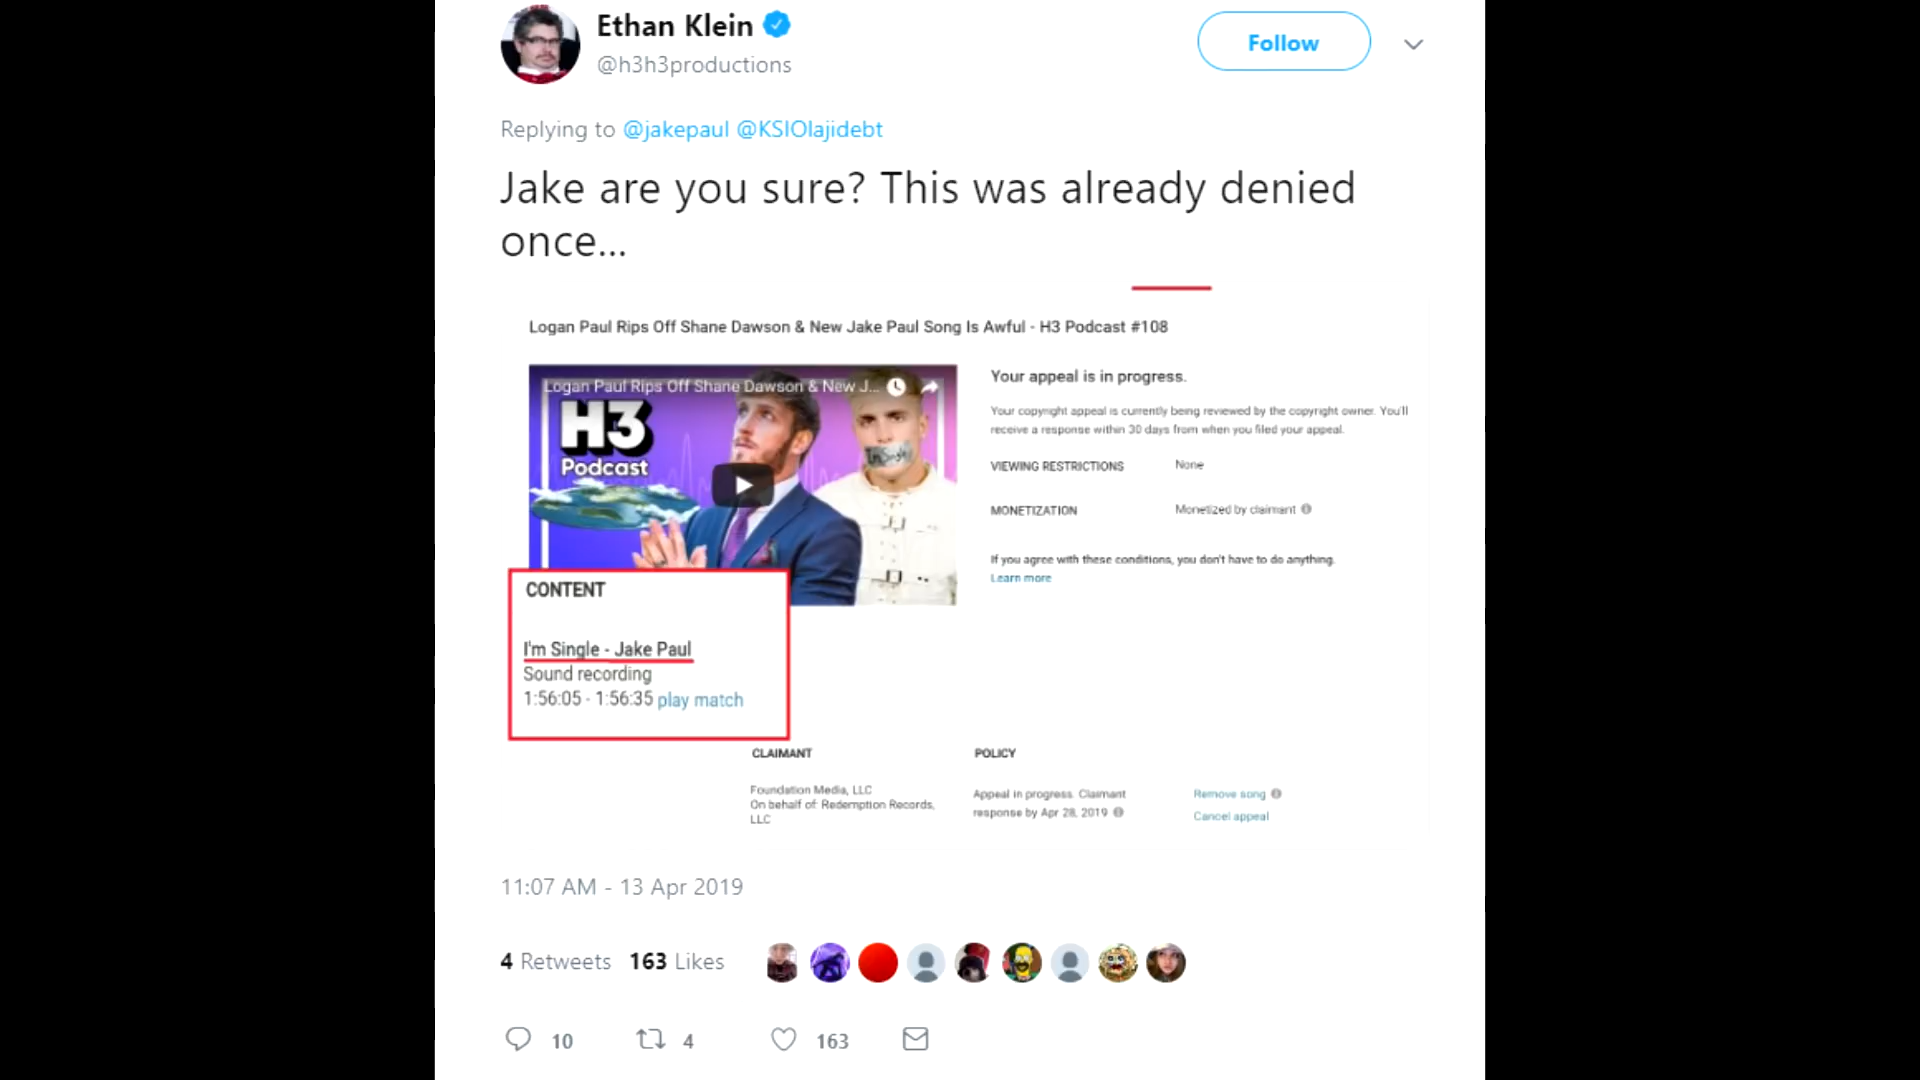 Ethan Klein
@h3h3productions
Follow
Replying to @jakepaul @KSIOlajidebt
Jake are you sure? This was already denied
once...
Logan Paul Rips Off Shane Dawson & New Jake Paul Song Is Awful - H3 Podcast #108
Logan Paul Rips Off Shane Dawson & New J...
H3
Podcast
I'm Single
Your appeal is in progress.
Your copyright appeal is currently being reviewed by the copyright owner. You'll
receive a response within 30 days from when you filed your appeal.
VIEWING RESTRICTIONS None
MONETIZATION Monetized by claimant
If you agree with these conditions, you don't have to do anything.
Learn more
CONTENT
I'm Single - Jake Paul
Sound recording
1:56:05 - 1:56:35 play match
CLAIMANT
Foundation Media, LLC
On behalf of: Redemption Records,
LLC
POLICY
Appeal in progress. Claimant
response by Apr 28, 2019
Remove song
Cancel appeal
11:07 AM - 13 Apr 2019
4 Retweets 163 Likes
10 4 163